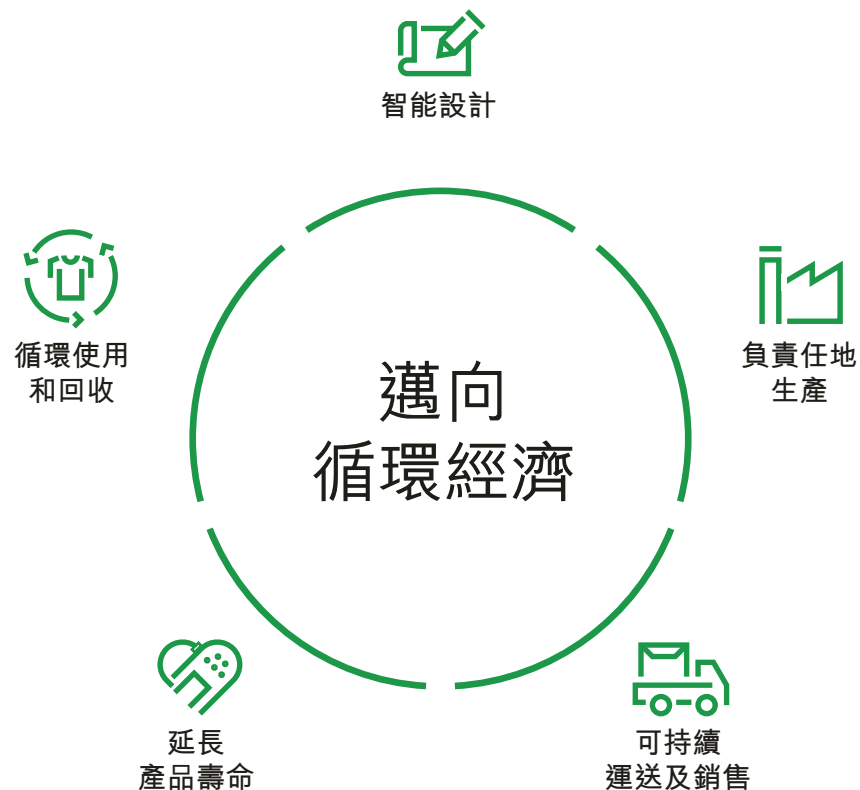 智能設計
循環使用
和回收
負責任地
生產
邁向
循環經濟
延長
產品壽命
可持續
運送及銷售